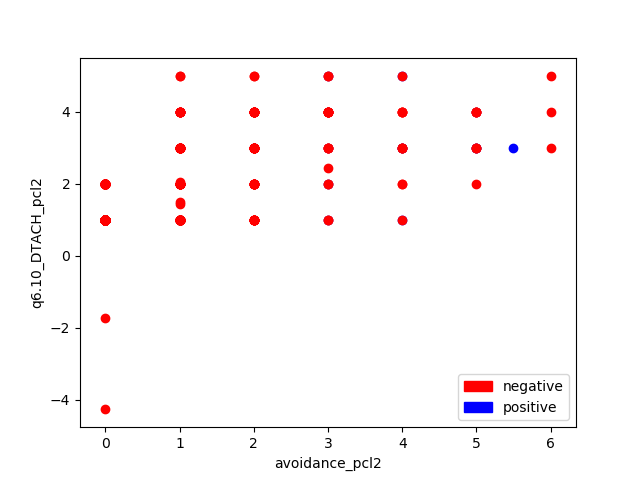 q6.10_DTACH_pcl2
4
2
0
−2
−4
0 1 2 3 4 5 6
avoidance_pcl2
negative
positive